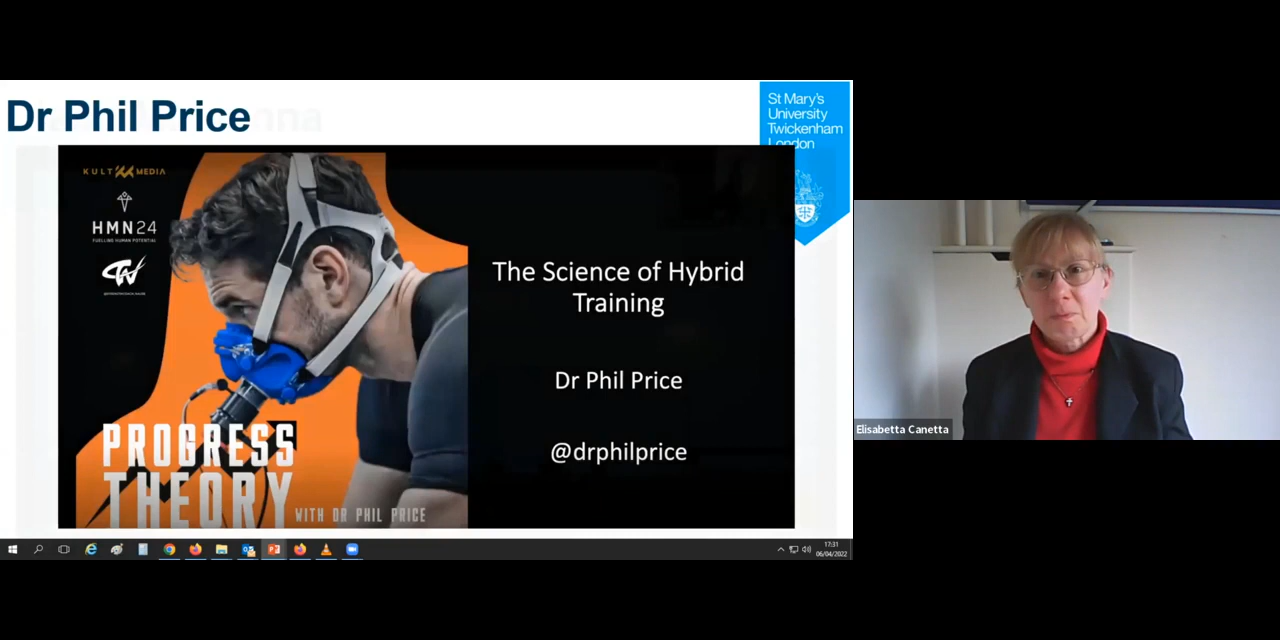 Dr Phil Price
St Mary's
University
Twickenham
London
KULT MEDIA
HMN24
FUELLING HUMAN POTENTIAL
The Science of Hybrid
Training
Dr Phil Price
@drphilprice
PROGRESS
THEORY
WITH DR PHIL PRICE
Elisabetta Canetta
17:31
06/04/2022